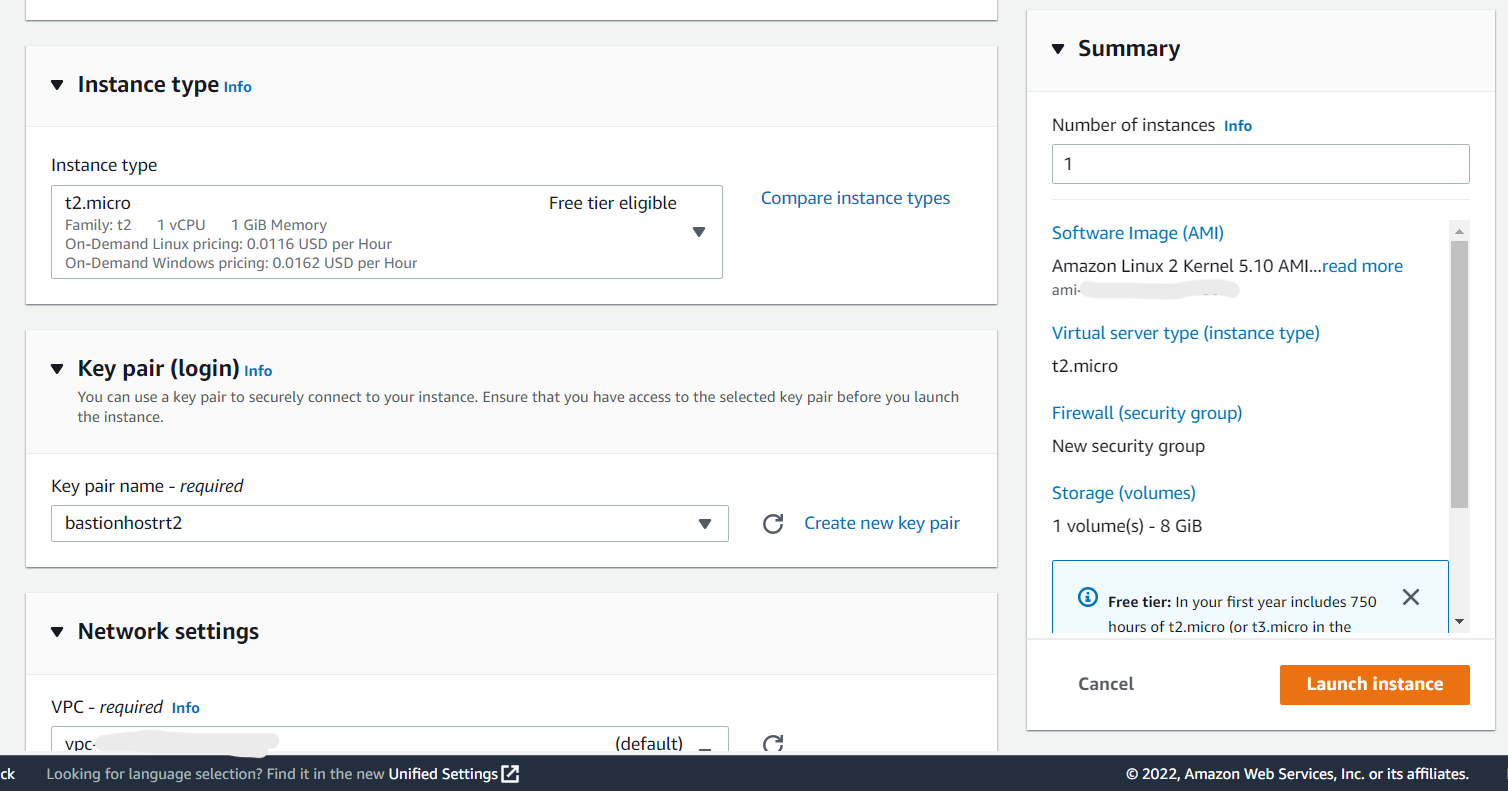 Instance type Info
Instance type
t2.micro Free tier eligible
Family: t2 1 vCPU 1 GiB Memory
On-Demand Linux pricing: 0.0116 USD per Hour
On-Demand Windows pricing: 0.0162 USD per Hour
Compare instance types
Key pair (login) Info
You can use a key pair to securely connect to your instance. Ensure that you have access to the selected key pair before you launch
the instance.
Key pair name - required
bastionhostrt2
Create new key pair
Network settings
VPC - required Info
vpc- (default)
Summary
Number of instances Info
1
Software Image (AMI)
Amazon Linux 2 Kernel 5.10 AMI...read more
ami-
Virtual server type (instance type)
t2.micro
Firewall (security group)
New security group
Storage (volumes)
1 volume(s) - 8 GiB
Free tier: In your first year includes 750
hours of t2.micro (or t3.micro in the
Cancel
Launch instance
ck Looking for language selection? Find it in the new Unified Settings
© 2022, Amazon Web Services, Inc. or its affiliates.